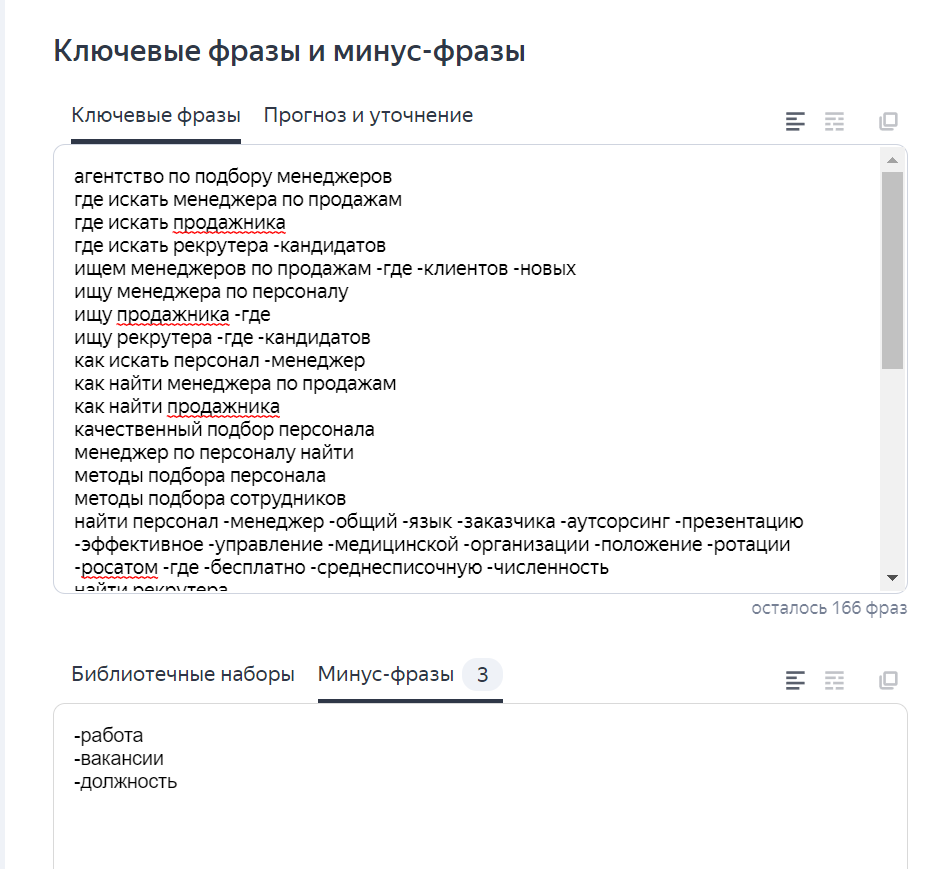 Ключевые фразы и минус-фразы
Ключевые фразы Прогноз и уточнение
агентство по подбору менеджеров
где искать менеджера по продажам
где искать продажника
где искать рекрутера -кандидатов
ищем менеджеров по продажам -где -клиентов -новых
ищу менеджера по персоналу
ищу продажника -где
ищу рекрутера -где -кандидатов
как искать персонал -менеджер
как найти менеджера по продажам
как найти продажника
качественный подбор персонала
менеджер по персоналу найти
методы подбора персонала
методы подбора сотрудников
найти персонал -менеджер -общий -язык -заказчика -аутсорсинг -презентацию
-эффективное -управление -медицинской -организации -положение -ротации
-росатом -где -бесплатно -среднесписочную -численность
найти рекрутера
осталось 166 фраз
Библиотечные наборы Минус-фразы 3
-работа
-вакансии
-должность